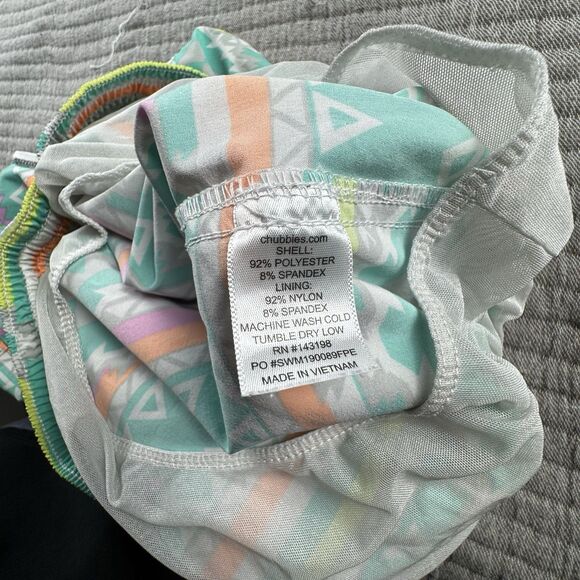 chubbies.com
SHELL:
92% POLYESTER
8% SPANDEX
LINING:
92% NYLON
8% SPANDEX
MACHINE WASH COLD
TUMBLE DRY LOW
RN #143198
PO #SWM190089FPE
MADE IN VIETNAM